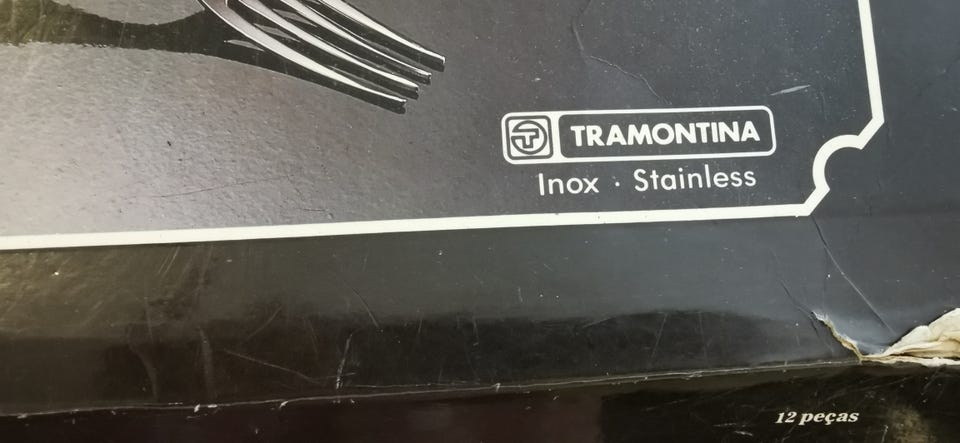 TRAMONTINA
Inox · Stainless
12 peças